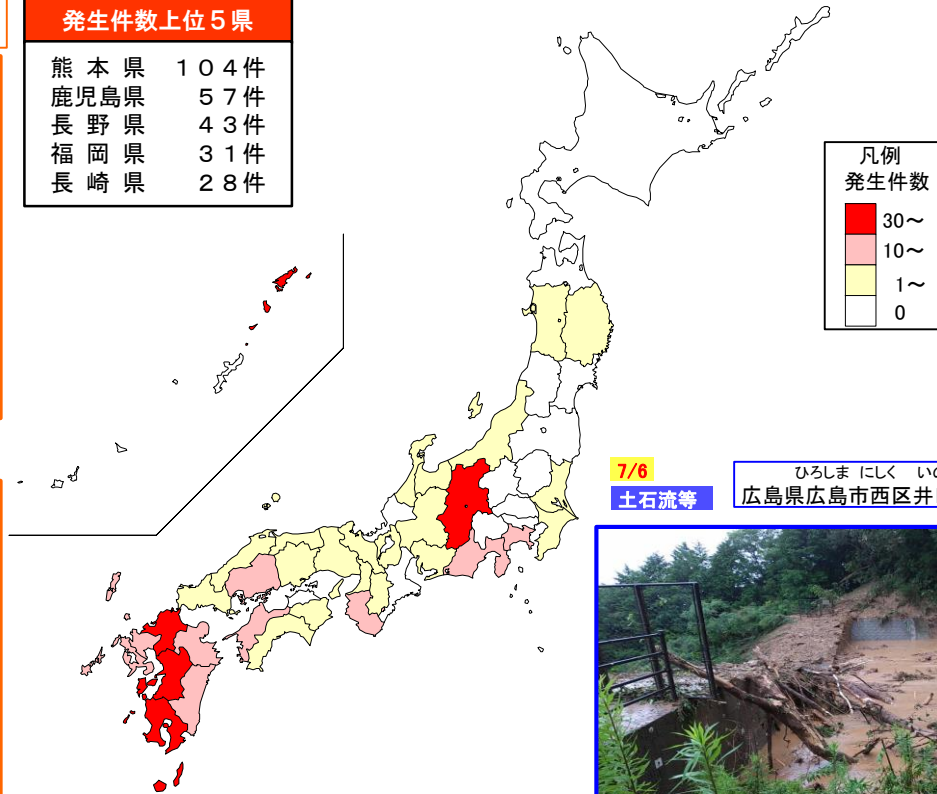 発生件数上位５県
熊 本 県 １０４件
鹿児島県 ５７件
長 野 県 ４３件
福 岡 県 ３１件
長 崎 県 ２８件
凡例
発生件数
30～
10～
1～
0
7/6
土石流等
ひろしま にしく い
広島県広島市西区井